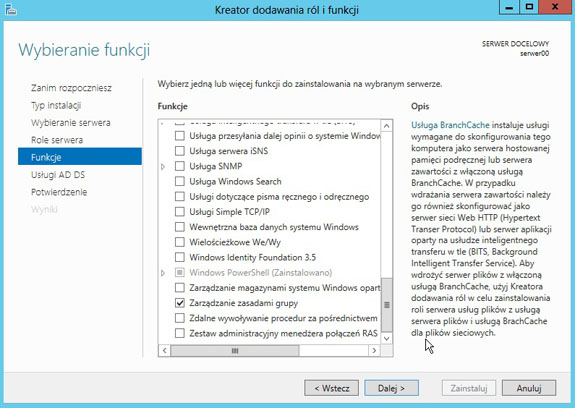 Kreator dodawania ról i funkcji
Wybieranie funkcji
SERWER DOCELOWY
serwer00
Zanim rozpoczniesz
Typ instalacji
Wybieranie serwera
Role serwera
Funkcje
Usługi AD DS
Potwierdzenie
Wyniki
Wybierz jedną lub więcej funkcji do zainstalowania na wybranym serwerze.
Funkcje
Usługa inteligentnego transferu w tle (BITS)
Usługa przesyłania dalej opinii o systemie Window
Usługa serwera iSNS
Usługa SNMP
Usługa Windows Search
Usługi dotyczące pisma ręcznego i odręcznego
Usługi Simple TCP/IP
Wewnętrzna baza danych systemu Windows
Wielościeżkowe We/Wy
Windows Identity Foundation 3.5
Windows PowerShell (Zainstalowano)
Zarządzanie magazynami systemu Windows opart
Zarządzanie zasadami grupy
Zdalne wywoływanie procedur za pośrednictwem
Zestaw administracyjny menedżera połączeń RAS
Opis
Usługa BranchCache instaluje usługi
wymagane do skonfigurowania tego
komputera jako serwera hostowanej
pamięci podręcznej lub serwera
zawartości z włączoną usługą
BranchCache. W przypadku
wdrażania serwera zawartości należy
go również skonfigurować jako
serwer sieci Web HTTP (Hypertext
Transer Protocol) lub serwer aplikacji
oparty na usłudze inteligentnego
transferu w tle (BITS, Background
Intelligent Transfer Service). Aby
wdrożyć serwer plików z włączoną
usługą BranchCache, użyj Kreatora
dodawania ról w celu zainstalowania
roli serwera usług plików z usługą
serwera plików i usługą BrachCache
dla plików sieciowych.
< Wstecz
Dalej >
Zainstaluj
Anuluj